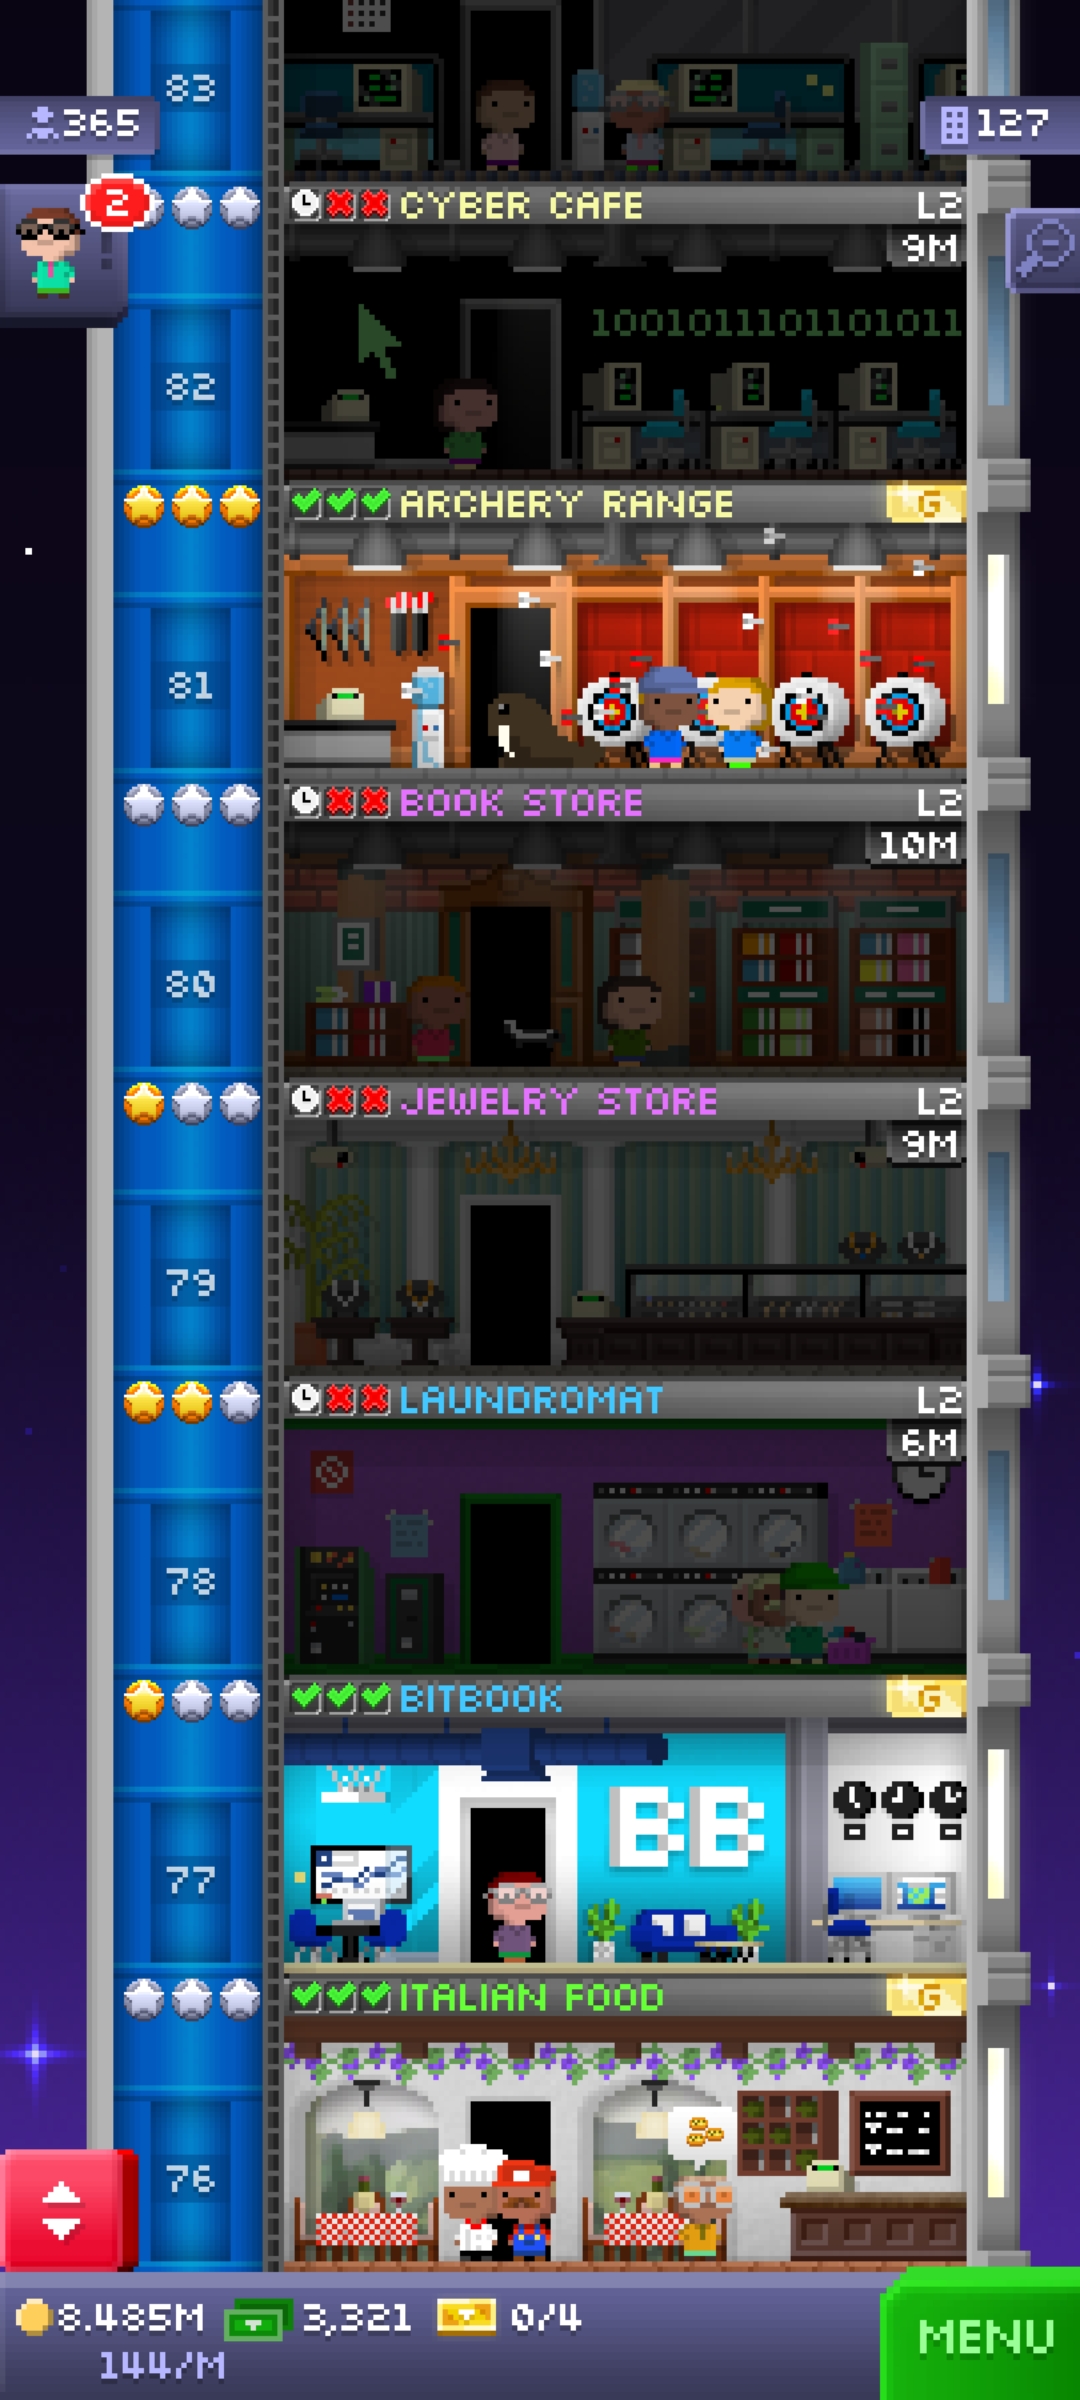 83
365
127
2
CYBER CAFE L2
9M
1001011101101011
82
ARCHERY RANGE G
81
BOOK STORE L2
10M
80
JEWELRY STORE L2
9M
79
LAUNDROMAT L2
6M
78
BITBOOK G
BB
77
ITALIAN FOOD G
76
8.485M 3,321 0/4
144/M
MENU